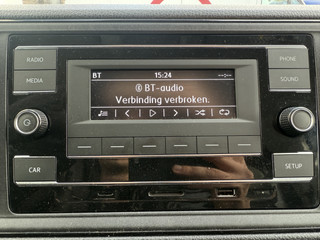 RADIO
MEDIA
CAR
BT 15:24 --:--
BT-audio
Verbinding verbroken.
PHONE
SOUND
SETUP